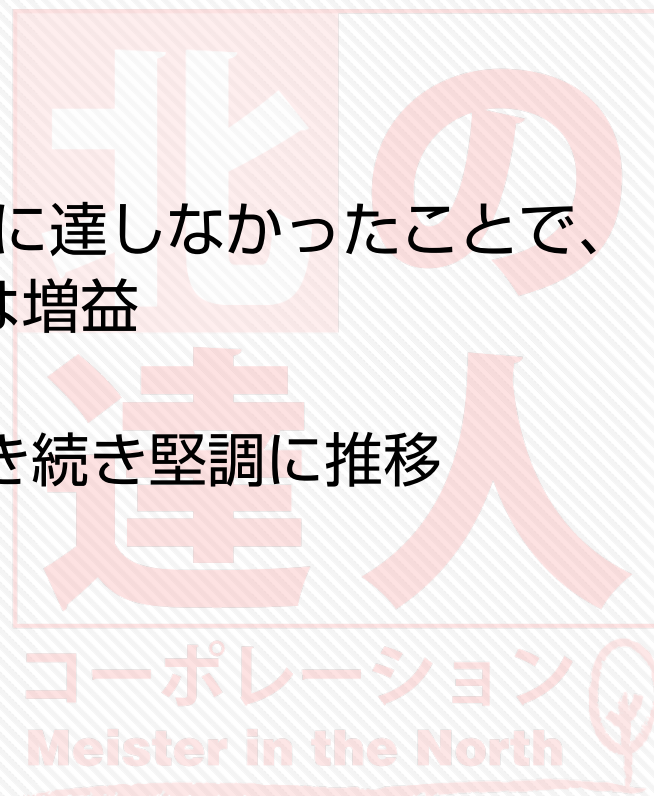 に達しなかったことで、
は増益
き続き堅調に推移
北の
達人
コーポレーション
Meister in the North